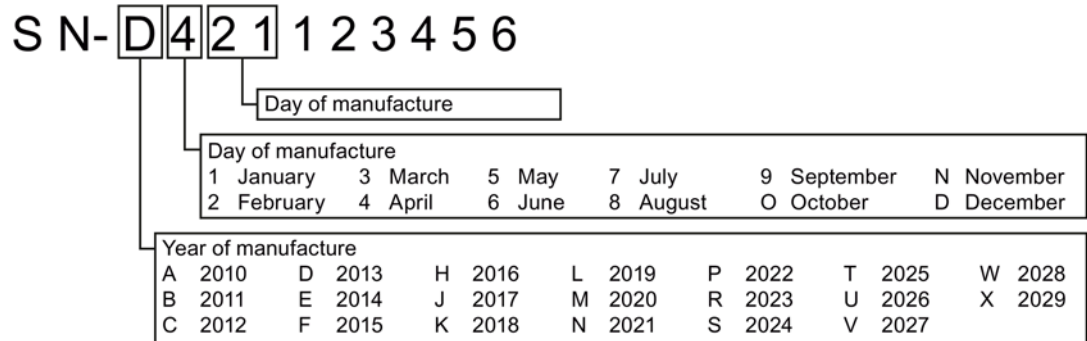 S N- D 4 2 1 1 2 3 4 5 6
Day of manufacture
Day of manufacture
1 January 3 March 5 May 7 July 9 September N November
2 February 4 April 6 June 8 August O October D December
Year of manufacture
A 2010 D 2013 H 2016 L 2019 P 2022 T 2025 W 2028
B 2011 E 2014 J 2017 M 2020 R 2023 U 2026 X 2029
C 2012 F 2015 K 2018 N 2021 S 2024 V 2027